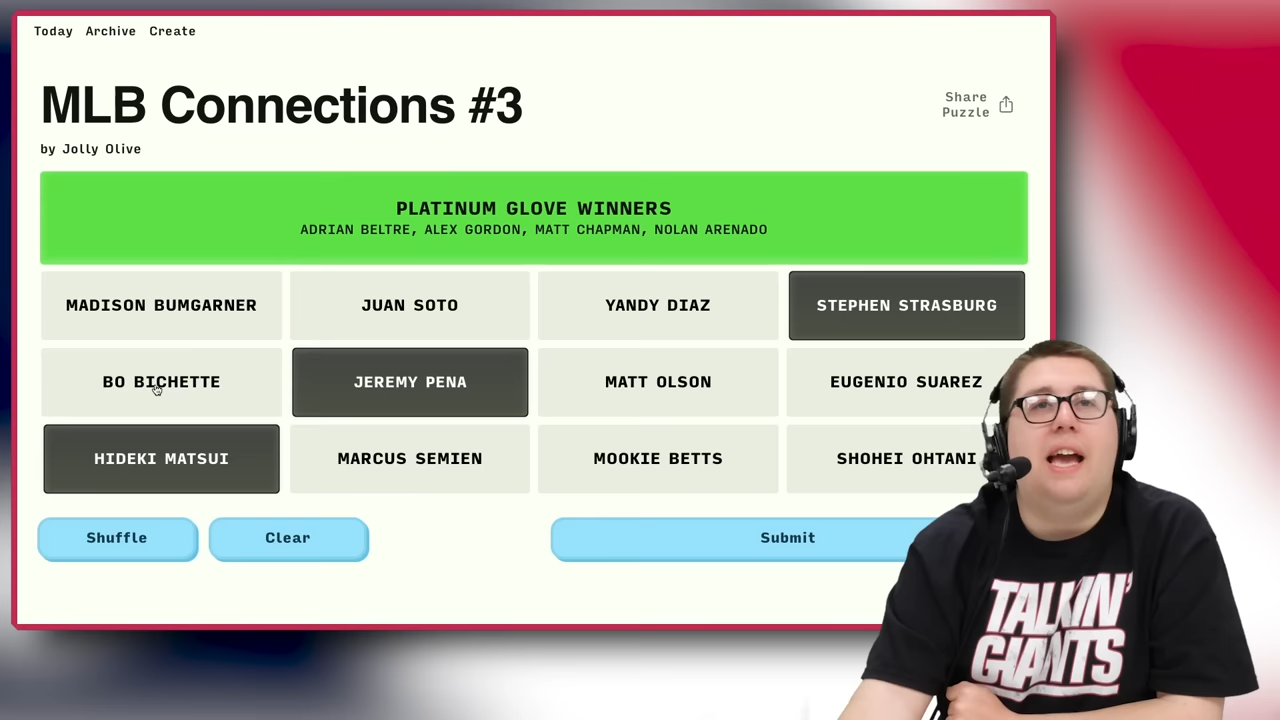 Today Archive Create
MLB Connections #3
Share
Puzzle
by Jolly Olive
PLATINUM GLOVE WINNERS
ADRIAN BELTRE, ALEX GORDON, MATT CHAPMAN, NOLAN ARENADO
MADISON BUMGARNER JUAN SOTO YANDY DIAZ STEPHEN STRASBURG
BO BICHETTE JEREMY PENA MATT OLSON EUGENIO SUAREZ
HIDEKI MATSUI MARCUS SEMIEN MOOKIE BETTS SHOHEI OHTANI
Shuffle Clear Submit
TALKIN'
GIANTS